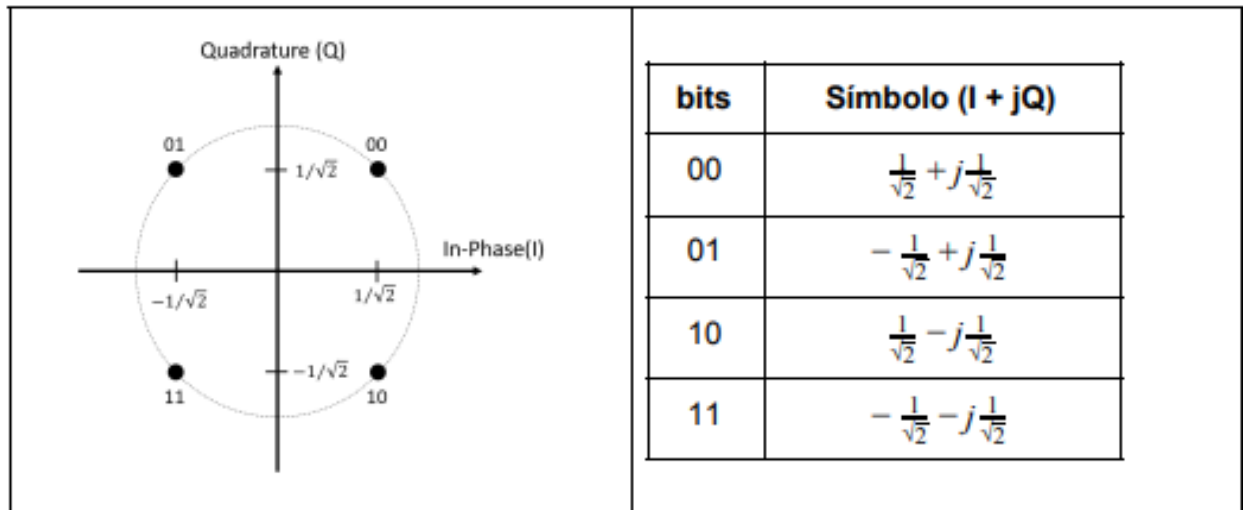 Quadrature (Q)
01 00
1/√2
In-Phase(I)
−1/√2 1/√2
−1/√2
11 10
bits Símbolo (I + jQ)
00 1/√2 + j 1/√2
01 − 1/√2 + j 1/√2
10 1/√2 − j 1/√2
11 − 1/√2 − j 1/√2